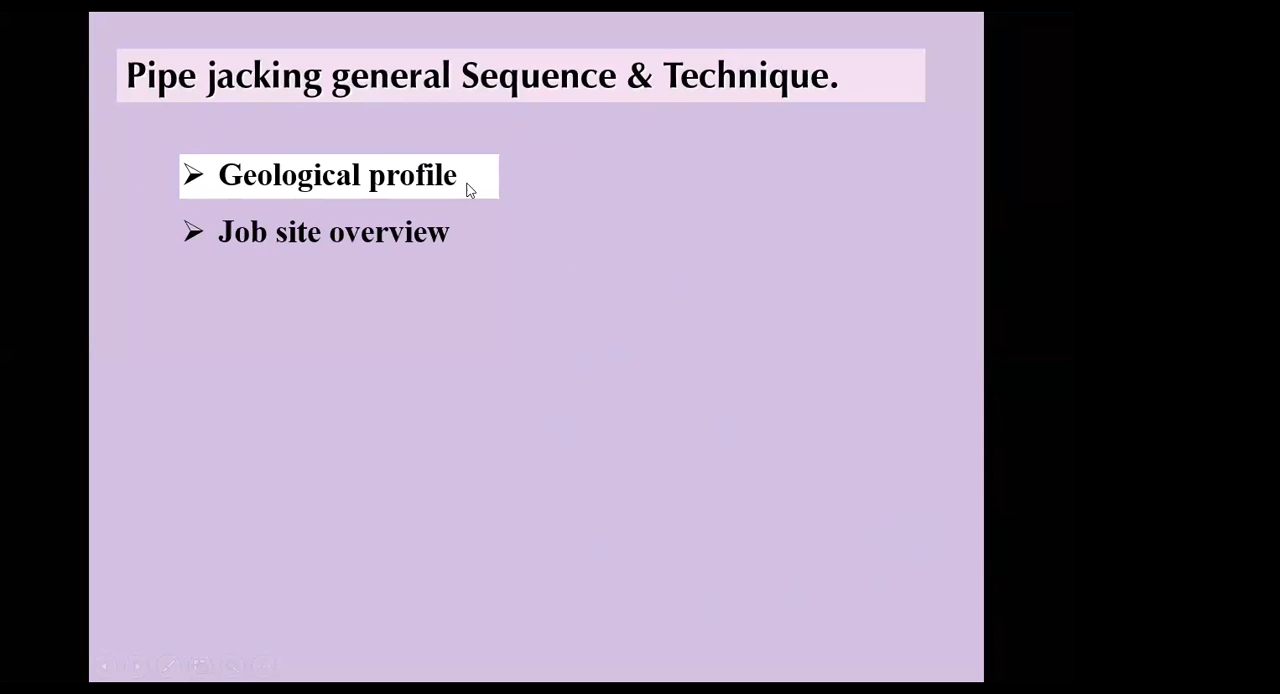 Pipe jacking general Sequence & Technique.
➢ Geological profile
➢ Job site overview